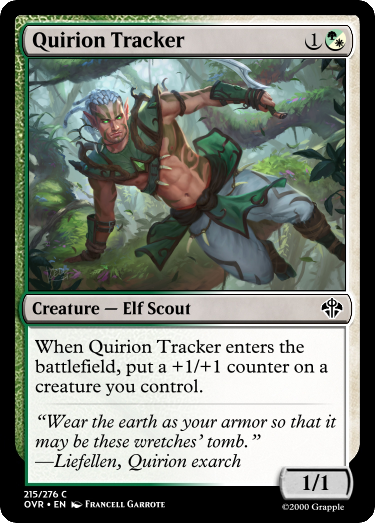 Quirion Tracker 1
Creature — Elf Scout
When Quirion Tracker enters the
battlefield, put a +1/+1 counter on a
creature you control.
“Wear the earth as your armor so that it
may be these wretches’ tomb.”
—Liefellen, Quirion exarch
1/1
215/276 C
OVR • EN Francell Garrote
©2000 Grapple